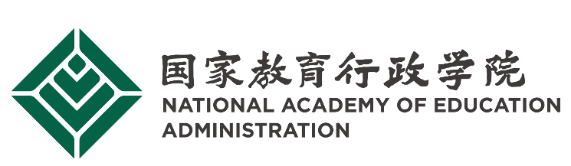 国家教育行政学院
NATIONAL ACADEMY OF EDUCATION
ADMINISTRATION